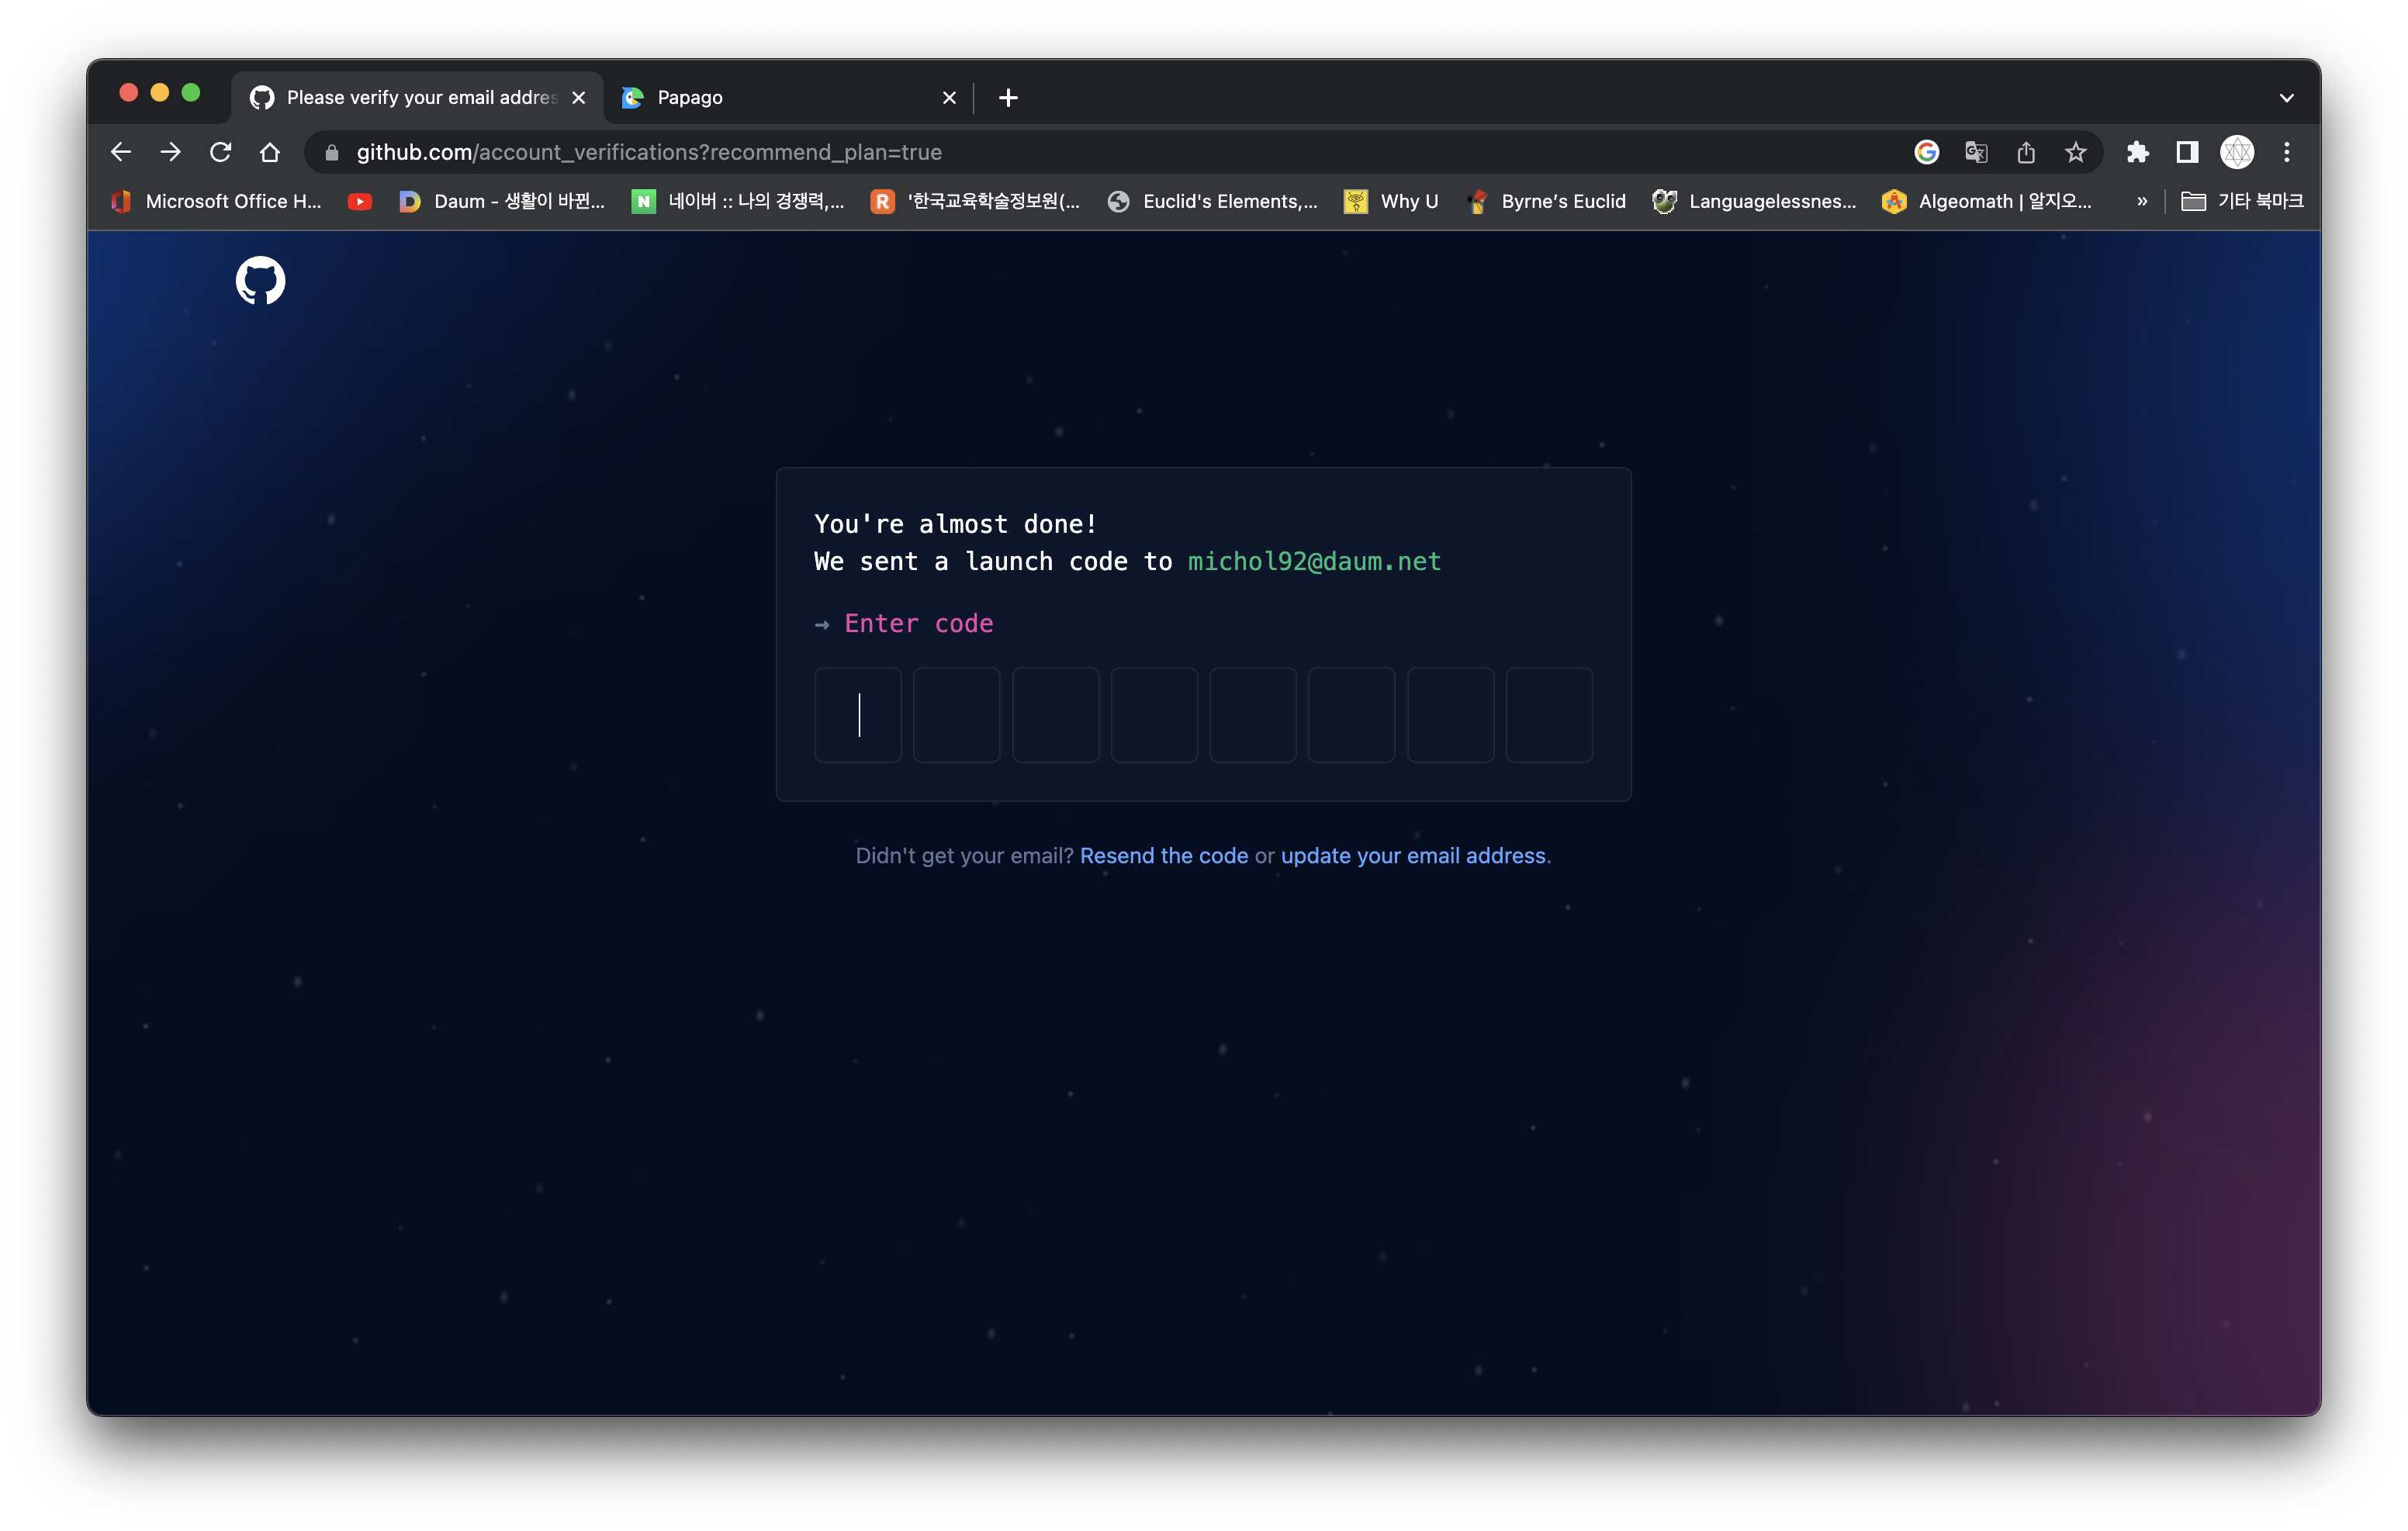 Please verify your email addres
Papago
github.com/account_verifications?recommend_plan=true
Microsoft Office H...
Daum - 생활이 바뀐...
네이버 :: 나의 경쟁력,...
'한국교육학술정보원(...
Euclid's Elements,...
Why U
Byrne's Euclid
Languagelessnes...
Algeomath | 알지오...
»
기타 북마크
You're almost done!
We sent a launch code to michol92@daum.net
→ Enter code
Didn't get your email? Resend the code or update your email address.